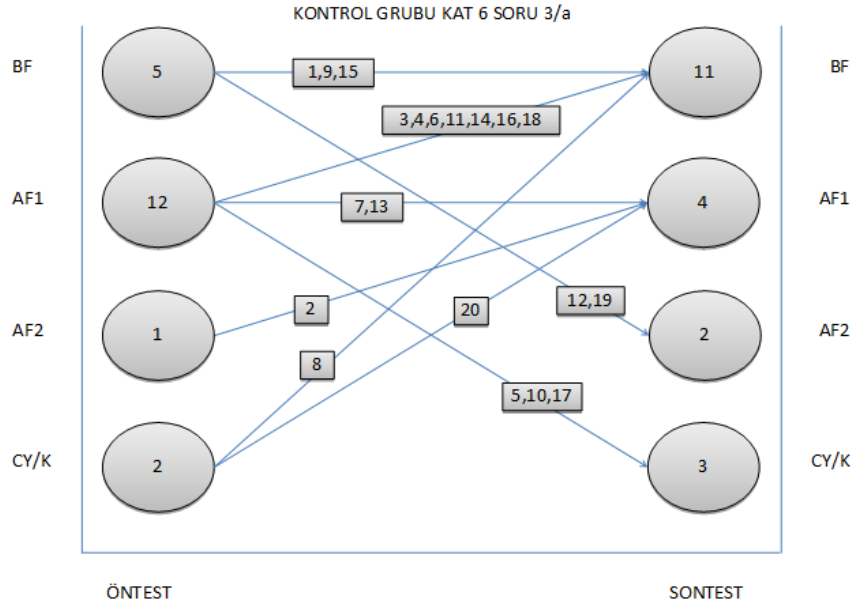 KONTROL GRUBU KAT 6 SORU 3/a
BF 5 1,9,15 11 BF
3,4,6,11,14,16,18
AF1 12 7,13 4 AF1
2 20 12,19
AF2 1 2 AF2
8
5,10,17
CY/K 2 3 CY/K
ÖNTEST SONTEST